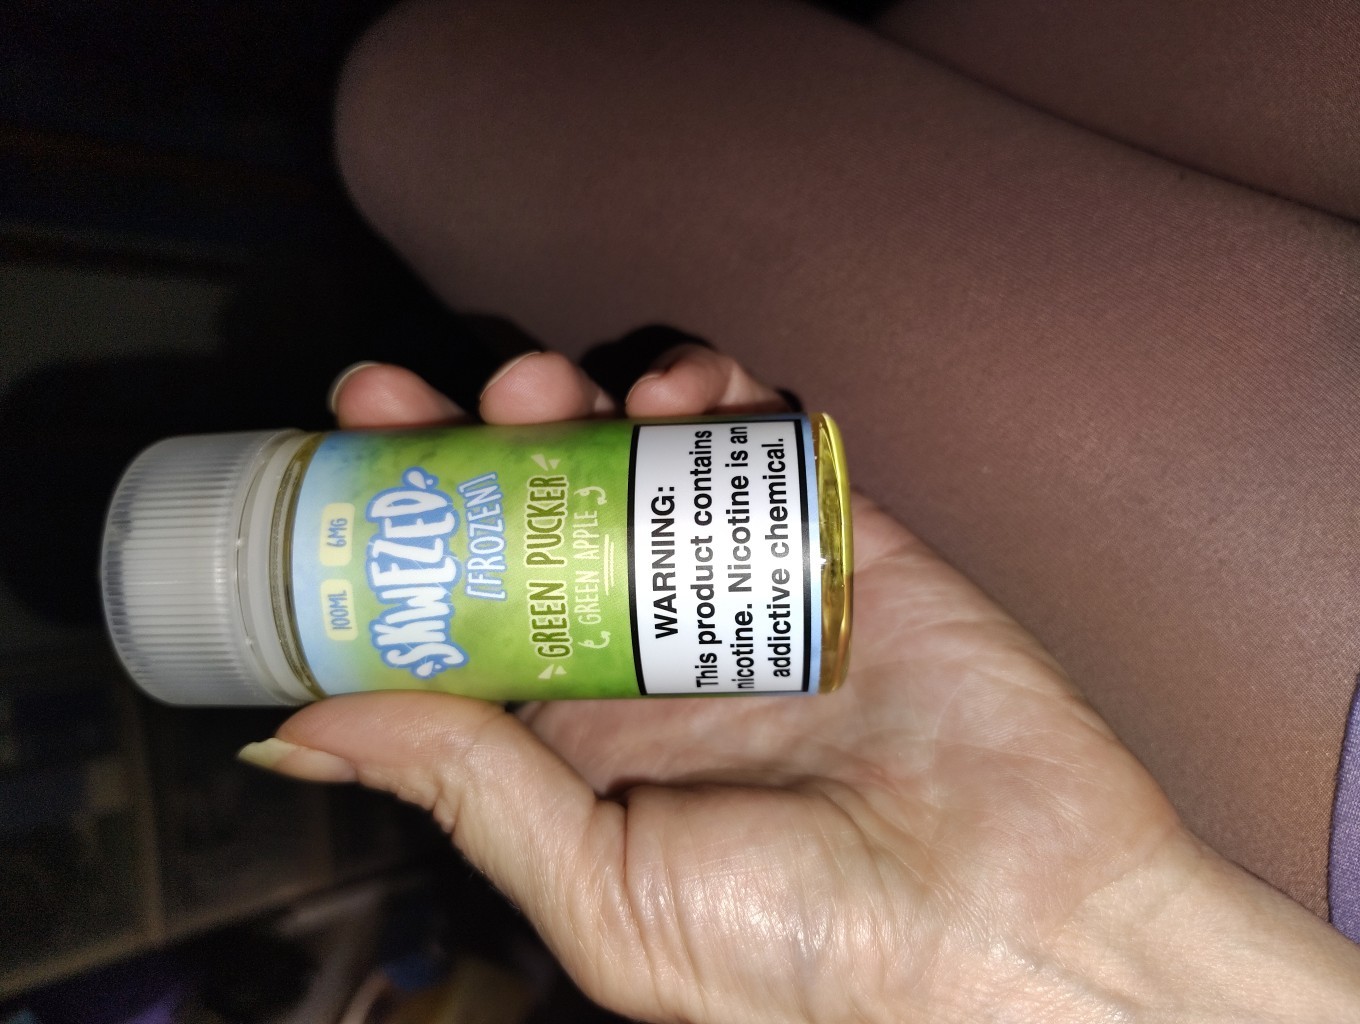 100ML 6MG
SKWEZED
[FROZEN]
GREEN PUCKER
GREEN APPLE
WARNING:
This product contains
nicotine. Nicotine is an
addictive chemical.